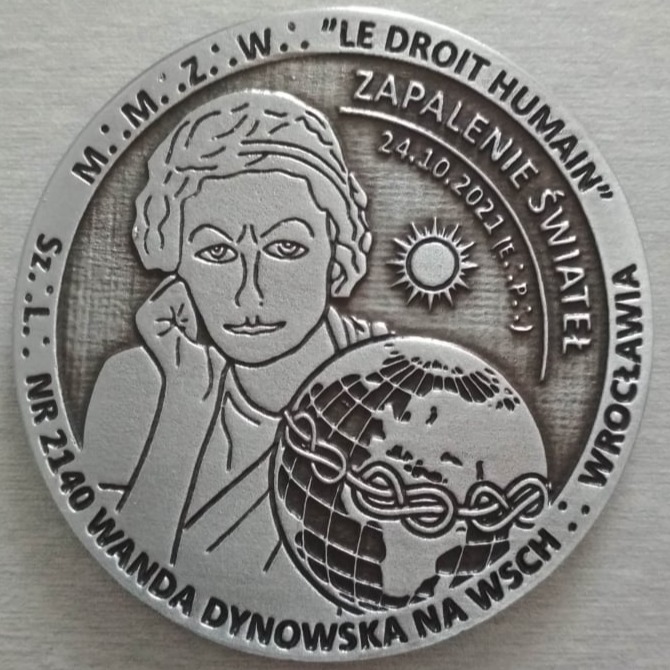 M∴M∴Z∴W∴ "LE DROIT HUMAIN"
Sz∴L∴ NR 2140 WANDA DYNOWSKA NA WSCH∴ WROCŁAWIA
ZAPALENIE ŚWIATEŁ
24.10.2021 (E∴P∴)